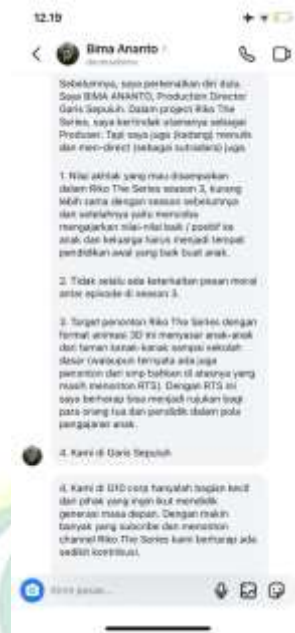 12.19
Bima Ananto
Sebelumnya, saya perkenalkan diri dulu.
Saya BIMA ANANTO, Production Director
Garis Sepuluh. Dalam project Riko The
Series, saya bertindak utamanya sebagai
Produser. Tapi saya juga (kadang) menulis
dan men-direct (sebagai sutradara) juga.
1. Nilai akhlak yang mau disampaikan
dalam Riko The Series season 3, kurang
lebih sama dengan season sebelumnya
dan setelahnya yaitu mencoba
mengajarkan nilai-nilai baik / positif ke
anak dan keluarga harus menjadi tempat
pendidikan awal yang baik buat anak.
2. Tidak selalu ada keterkaitan pesan moral
antar episode di season 3.
3. Target penonton Riko The Series dengan
format animasi 3D ini menyasar anak-anak
dari taman kanak-kanak sampai sekolah
dasar (walaupun ternyata ada juga
penonton dari smp bahkan di atasnya yang
masih menonton RTS). Dengan RTS ini
saya berharap bisa menjadi rujukan bagi
para orang tua dan pendidik dalam pola
pengajaran anak.
4. Kami di Garis Sepuluh
4. Kami di G10 cara hanyalah bagian kecil
dari pihak yang ingin ikut mendidik
generasi masa depan. Dengan makin
banyak yang subcribe dan menonton
channel Riko The Series kami berharap ada
sedikit kontribusi.
Kirim pesan...